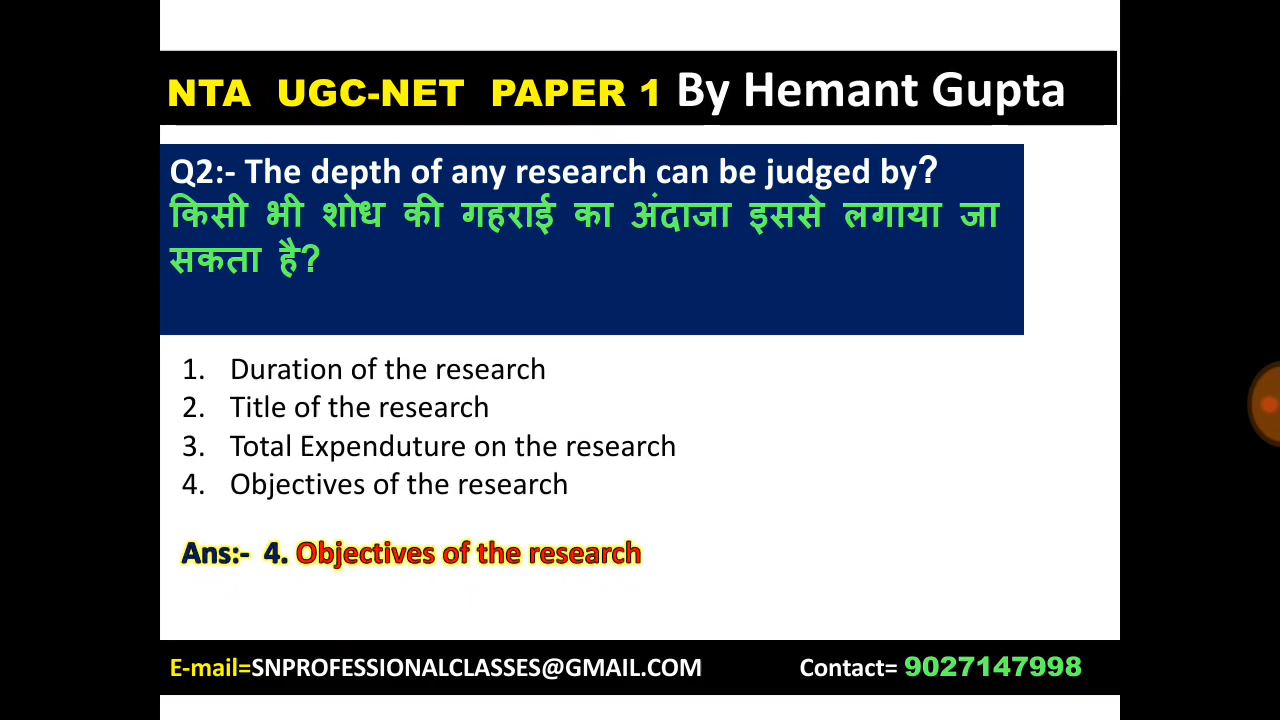 NTA UGC-NET PAPER 1 By Hemant Gupta
Q2:- The depth of any research can be judged by?
किसी भी शोध की गहराई का अंदाजा इससे लगाया जा
सकता है?
1. Duration of the research
2. Title of the research
3. Total Expenduture on the research
4. Objectives of the research
Ans:- 4. Objectives of the research
E-mail=SNPROFESSIONALCLASSES@GMAIL.COM Contact= 9027147998